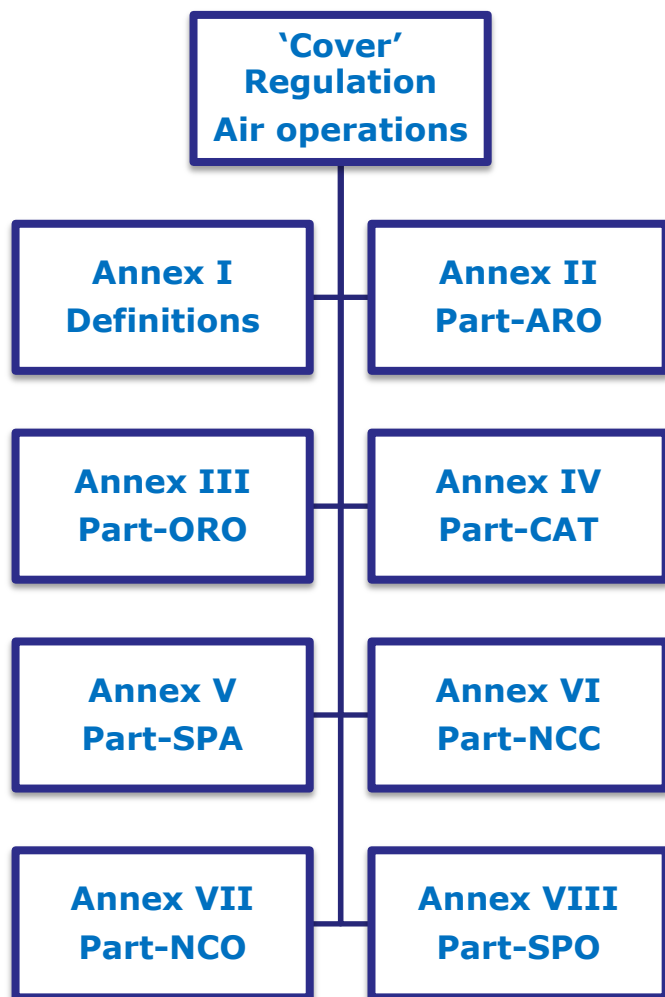 ‘Cover’
Regulation
Air operations
Annex I
Definitions
Annex II
Part-ARO
Annex III
Part-ORO
Annex IV
Part-CAT
Annex V
Part-SPA
Annex VI
Part-NCC
Annex VII
Part-NCO
Annex VIII
Part-SPO